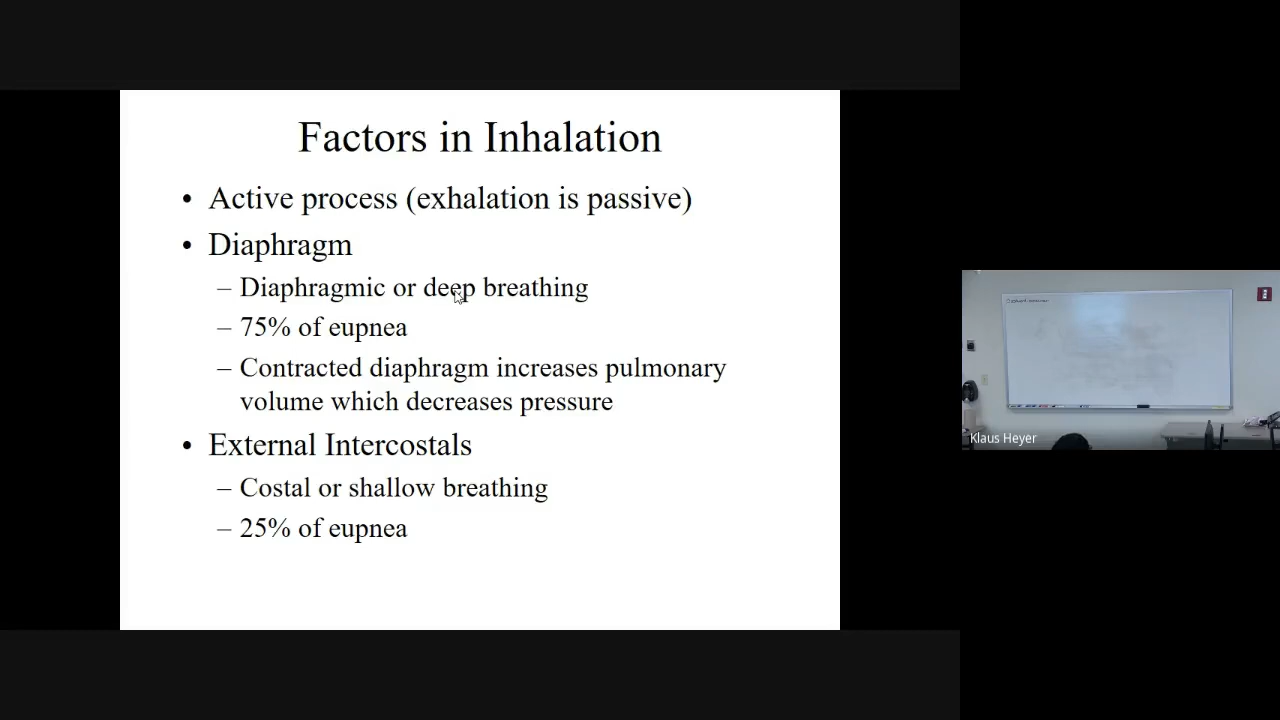 Factors in Inhalation
• Active process (exhalation is passive)
• Diaphragm
– Diaphragmic or deep breathing
– 75% of eupnea
– Contracted diaphragm increases pulmonary
volume which decreases pressure
• External Intercostals
– Costal or shallow breathing
– 25% of eupnea
Klaus Heyer